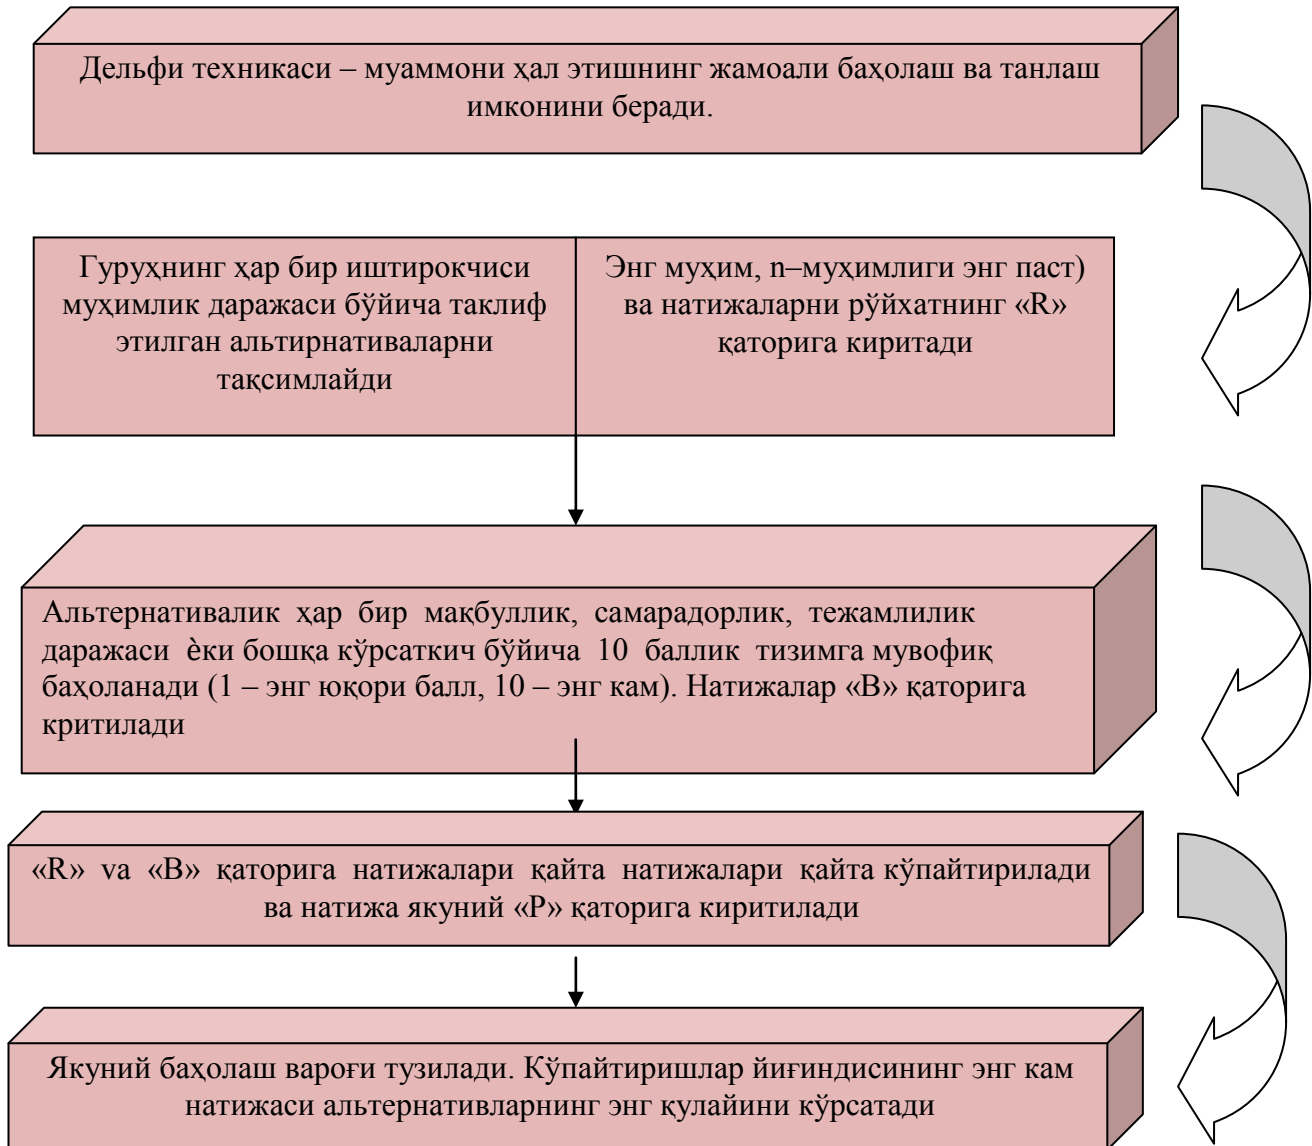 Дельфи техникаси – муаммони ҳал этишнинг жамоали баҳолаш ва танлаш
имконини беради.
Гуруҳнинг ҳар бир иштирокчиси
муҳимлик даражаси бўйича таклиф
этилган альтирнативаларни
тақсимлайди
Энг муҳим, n–муҳимлиги энг паст)
ва натижаларни рўйхатнинг «R»
қаторига киритади
Альтернативалик ҳар бир мақбуллик, самарадорлик, тежамлилик
даражаси ѐки бошқа кўрсаткич бўйича 10 баллик тизимга мувофиқ
баҳоланади (1 – энг юқори балл, 10 – энг кам). Натижалар «В» қаторига
критилади
«R» va «В» қаторига натижалари қайта натижалари қайта кўпайтирилади
ва натижа якуний «Р» қаторига киритилади
Якуний баҳолаш вароғи тузилади. Кўпайтиришлар йиғиндисининг энг кам
натижаси альтернативларнинг энг қулайини кўрсатади